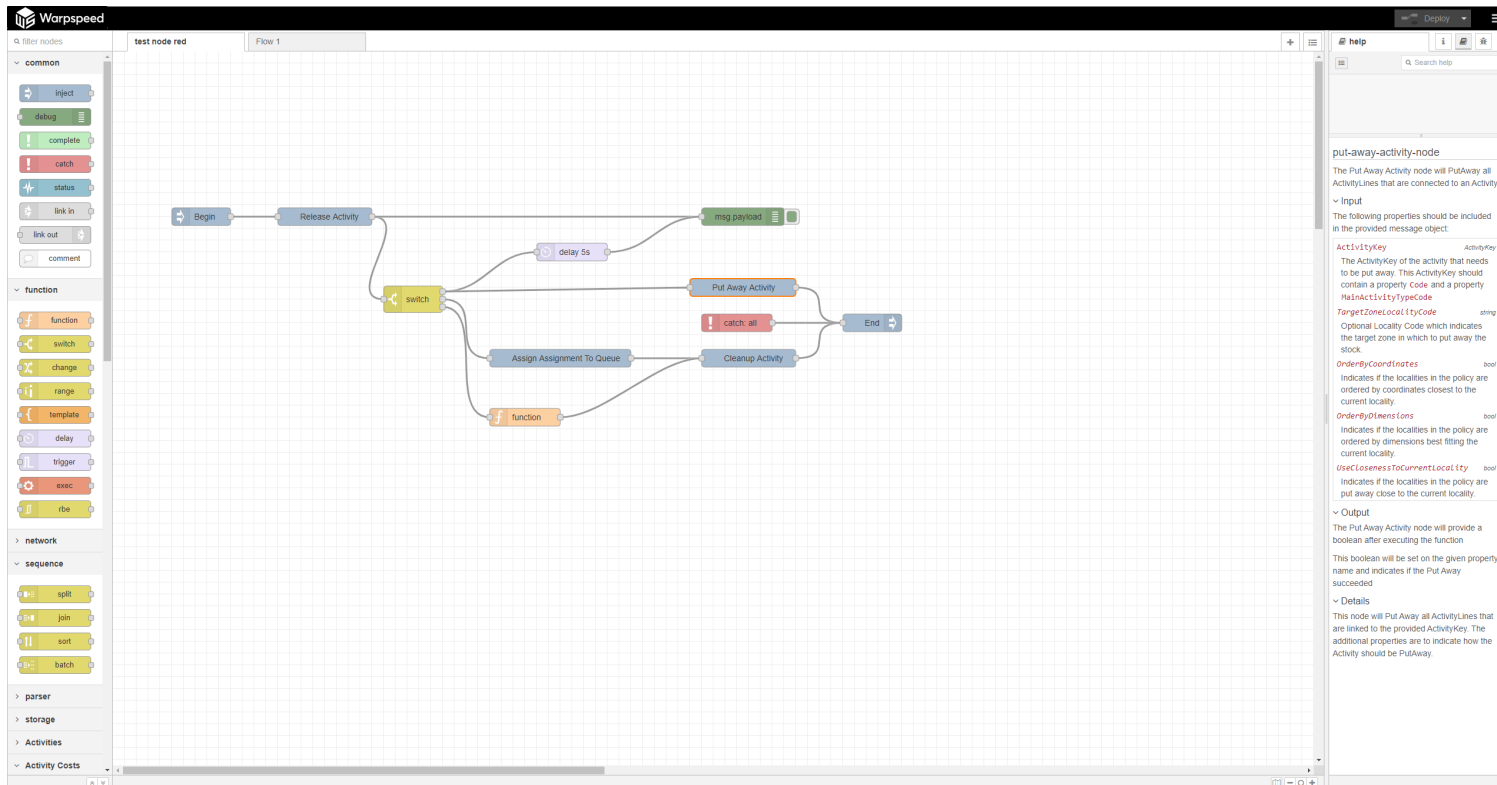 Warpspeed
Deploy
filter nodes
test node red
Flow 1
help
i
Search help
common
inject
debug
complete
catch
status
link in
link out
comment
function
function
switch
change
range
template
delay
trigger
exec
rbe
network
sequence
split
join
sort
batch
parser
storage
Activities
Activity Costs
Begin
Release Activity
msg.payload
delay 5s
switch
Put Away Activity
catch: all
End
Assign Assignment To Queue
Cleanup Activity
function
put-away-activity-node
The Put Away Activity node will PutAway all
ActivityLines that are connected to an Activity
Input
The following properties should be included
in the provided message object:
ActivityKey ActivityKey
The ActivityKey of the activity that needs
to be put away. This ActivityKey should
contain a property Code and a property
MainActivityTypeCode
TargetZoneLocalityCode string
Optional Locality Code which indicates
the target zone in which to put away the
stock.
OrderByCoordinates bool
Indicates if the localities in the policy are
ordered by coordinates closest to the
current locality.
OrderByDimensions bool
Indicates if the localities in the policy are
ordered by dimensions best fitting the
current locality.
UseClosenessToCurrentLocality bool
Indicates if the localities in the policy are
put away close to the current locality.
Output
The Put Away Activity node will provide a
boolean after executing the function
This boolean will be set on the given property
name and indicates if the Put Away
succeeded
Details
This node will Put Away all ActivityLines that
are linked to the provided ActivityKey. The
additional properties are to indicate how the
Activity should be PutAway.